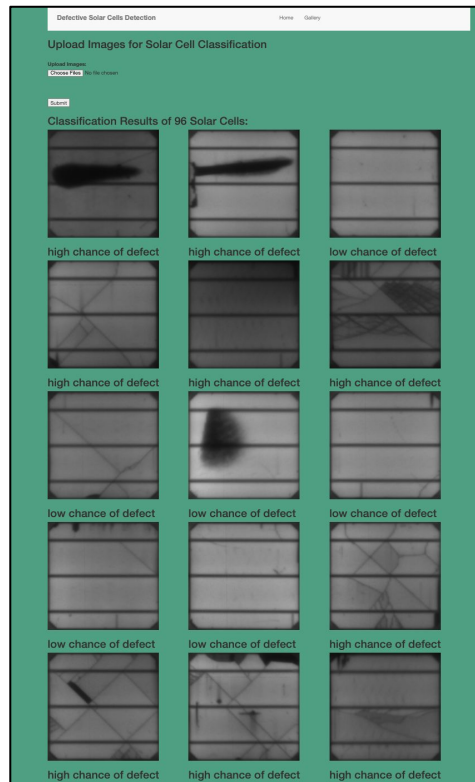 Defective Solar Cells Detection Home Gallery
Upload Images for Solar Cell Classification
Upload Images:
Choose Files No file chosen
Submit
Classification Results of 96 Solar Cells:
high chance of defect high chance of defect low chance of defect
high chance of defect high chance of defect high chance of defect
low chance of defect low chance of defect low chance of defect
low chance of defect low chance of defect high chance of defect
high chance of defect high chance of defect high chance of defect